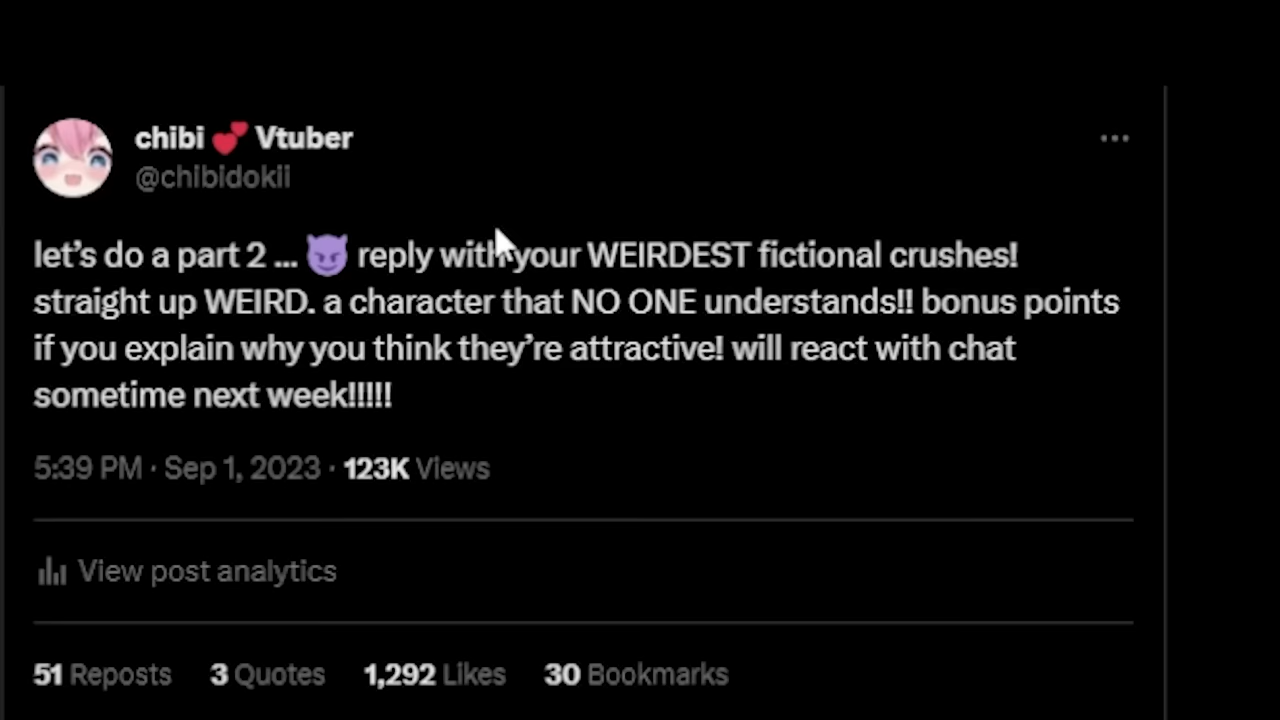 chibi 💕 Vtuber
@chibidokii
let's do a part 2 ... 😈 reply with your WEIRDEST fictional crushes!
straight up WEIRD. a character that NO ONE understands!! bonus points
if you explain why you think they're attractive! will react with chat
sometime next week!!!!!
5:39 PM · Sep 1, 2023 · 123K Views
View post analytics
51 Reposts 3 Quotes 1,292 Likes 30 Bookmarks